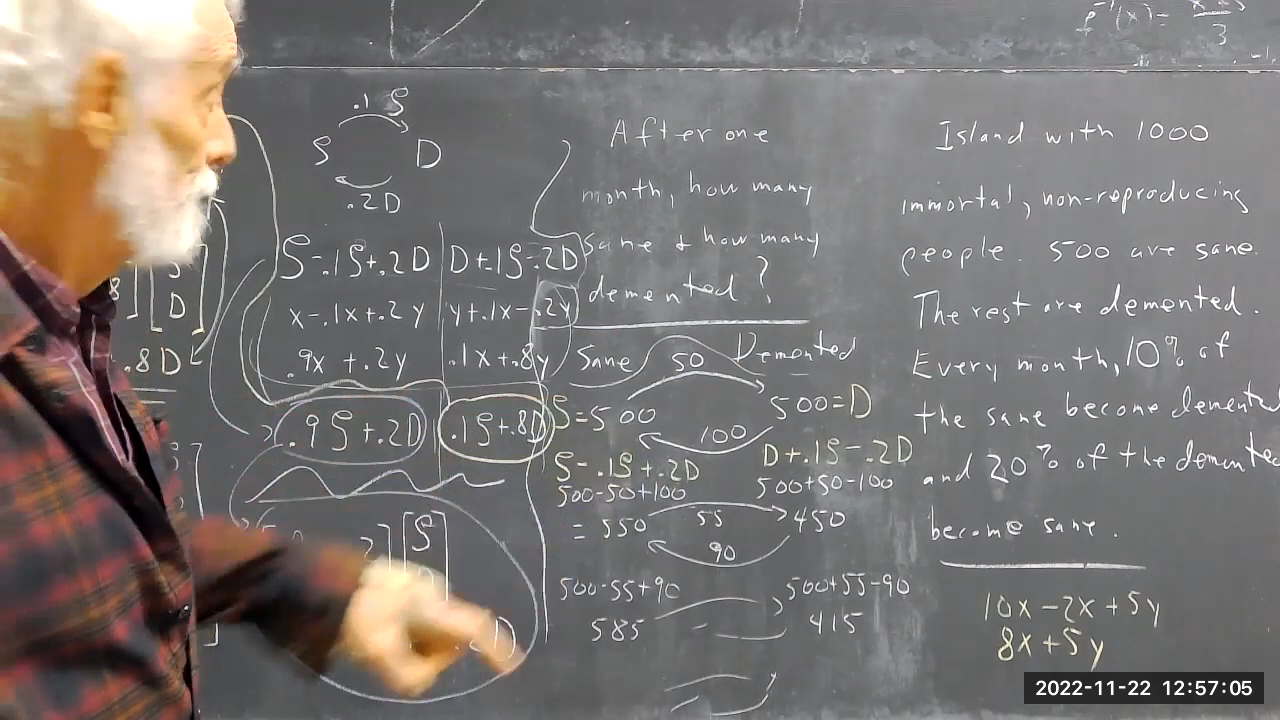 f⁻¹(x) =
3
.1 S
S D
.2D
S-.1S+.2D | D+.1S-.2D
x-.1x+.2y | y+.1x-.2y
.9x+.2y | .1x+.8y
.9S+.2D | .1S+.8D
S
D
.8D
[S
After one
month, how many
sane + how many
demented?
Sane 50 Demented
S=500 500=D
100
S-.1S+.2D D+.1S-.2D
500-50+100 500+50-100
= 550 55 450
90
500-55+90 500+55-90
585 415
Island with 1000
immortal, non-reproducing
people. 500 are sane.
The rest are demented.
Every month, 10% of
the sane become demented
and 20% of the demented
become sane.
10x-2x+5y
8x+5y
2022-11-22 12:57:05